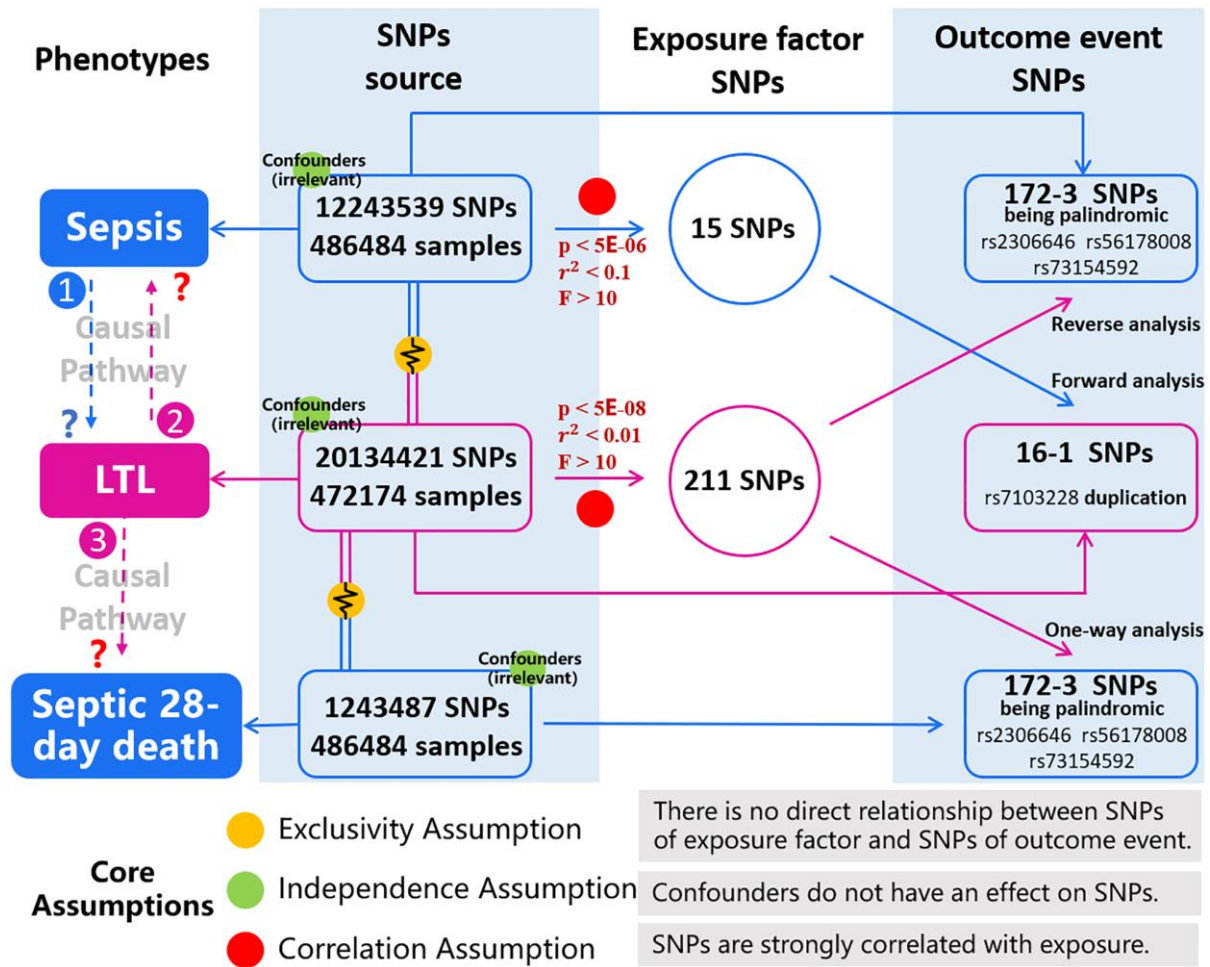 Phenotypes
SNPs
source
Exposure factor
SNPs
Outcome event
SNPs
Confounders
(irrelevant)
Sepsis
12243539 SNPs
486484 samples
p < 5E-06
r² < 0.1
F > 10
15 SNPs
172-3 SNPs
being palindromic
rs2306646 rs56178008
rs73154592
1
?
Causal
Pathway
?
2
Reverse analysis
Forward analysis
Confounders
(irrelevant)
LTL
20134421 SNPs
472174 samples
p < 5E-08
r² < 0.01
F > 10
211 SNPs
16-1 SNPs
rs7103228 duplication
3
Causal
Pathway
?
One-way analysis
Confounders
(irrelevant)
Septic 28-
day death
1243487 SNPs
486484 samples
172-3 SNPs
being palindromic
rs2306646 rs56178008
rs73154592
Core
Assumptions
Exclusivity Assumption
There is no direct relationship between SNPs
of exposure factor and SNPs of outcome event.
Independence Assumption
Confounders do not have an effect on SNPs.
Correlation Assumption
SNPs are strongly correlated with exposure.